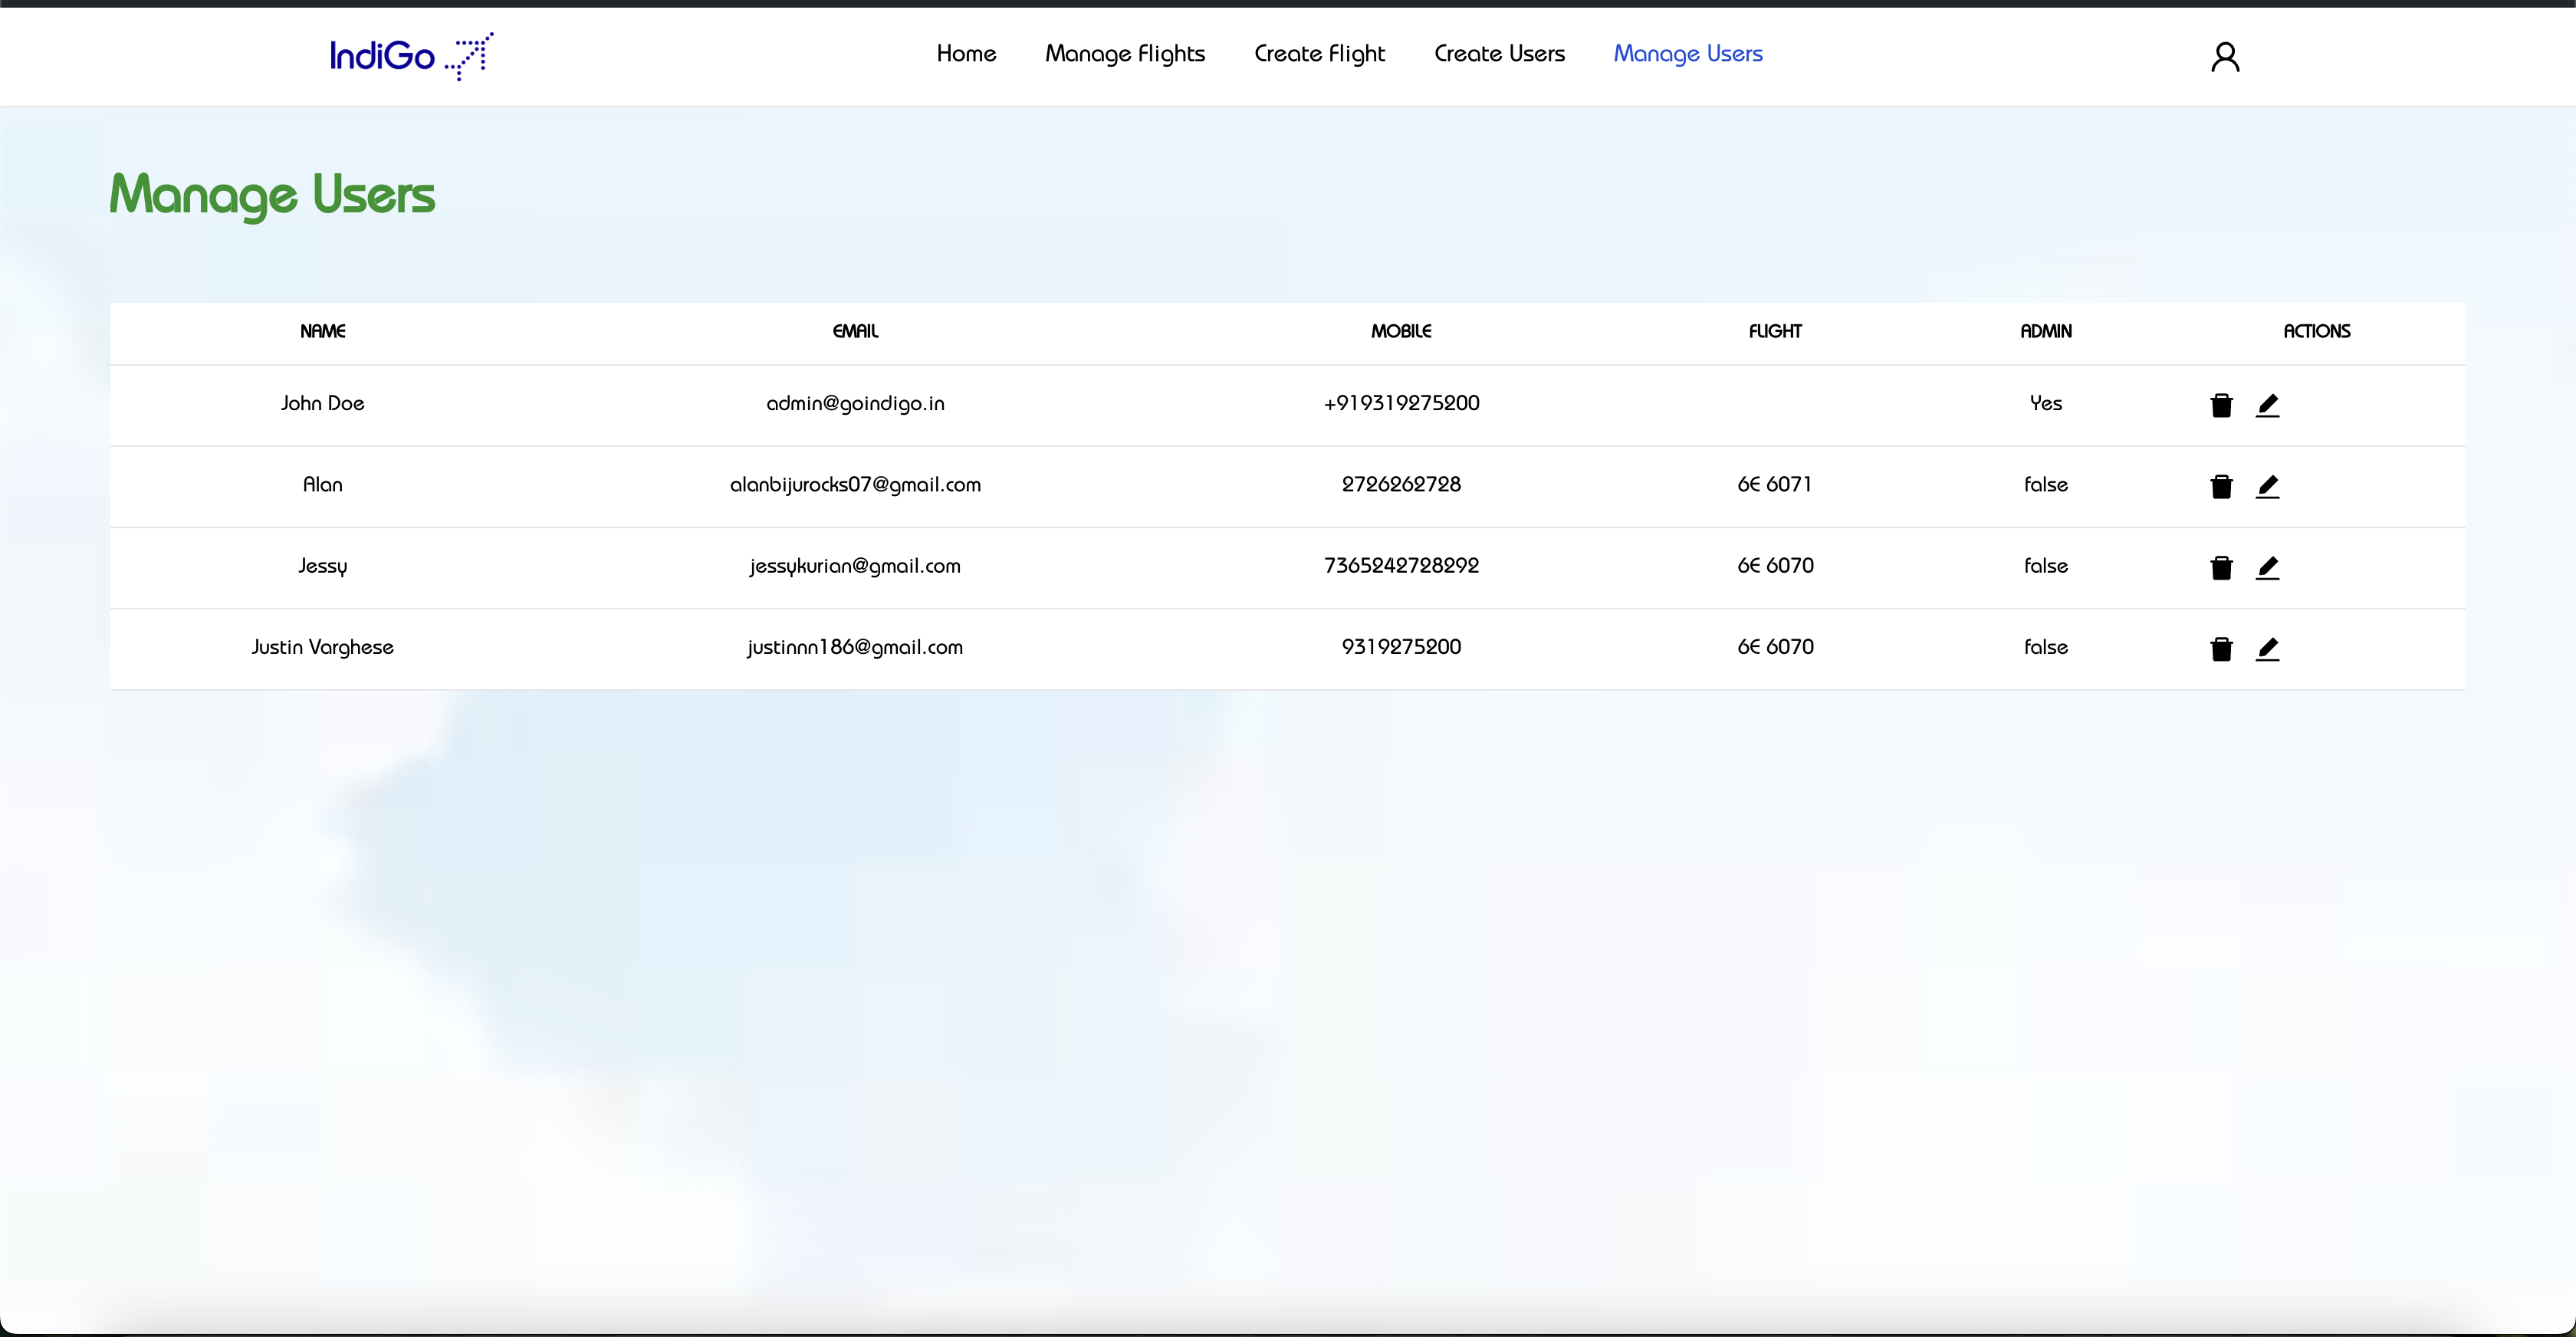 IndiGo
Home Manage Flights Create Flight Create Users Manage Users
Manage Users
NAME EMAIL MOBILE FLIGHT ADMIN ACTIONS
John Doe admin@goindigo.in +919319275200 Yes
Alan alanbijurocks07@gmail.com 2726262728 6E 6071 false
Jessy jessykurian@gmail.com 7365242728292 6E 6070 false
Justin Varghese justinnn186@gmail.com 9319275200 6E 6070 false